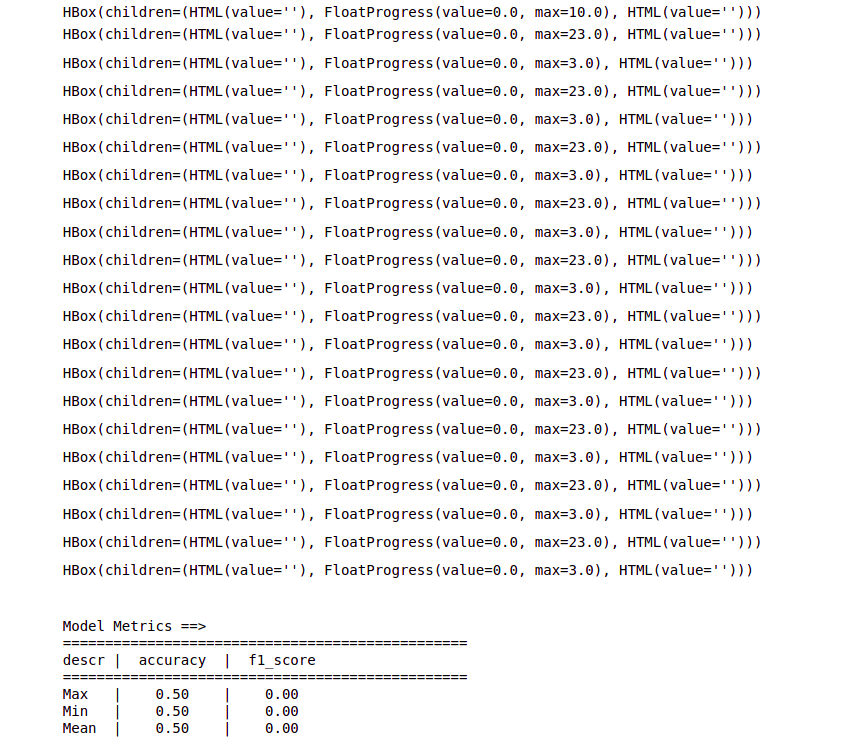 HBox(children=(HTML(value=''), FloatProgress(value=0.0, max=10.0), HTML(value='')))
HBox(children=(HTML(value=''), FloatProgress(value=0.0, max=23.0), HTML(value='')))
HBox(children=(HTML(value=''), FloatProgress(value=0.0, max=3.0), HTML(value='')))
HBox(children=(HTML(value=''), FloatProgress(value=0.0, max=23.0), HTML(value='')))
HBox(children=(HTML(value=''), FloatProgress(value=0.0, max=3.0), HTML(value='')))
HBox(children=(HTML(value=''), FloatProgress(value=0.0, max=23.0), HTML(value='')))
HBox(children=(HTML(value=''), FloatProgress(value=0.0, max=3.0), HTML(value='')))
HBox(children=(HTML(value=''), FloatProgress(value=0.0, max=23.0), HTML(value='')))
HBox(children=(HTML(value=''), FloatProgress(value=0.0, max=3.0), HTML(value='')))
HBox(children=(HTML(value=''), FloatProgress(value=0.0, max=23.0), HTML(value='')))
HBox(children=(HTML(value=''), FloatProgress(value=0.0, max=3.0), HTML(value='')))
HBox(children=(HTML(value=''), FloatProgress(value=0.0, max=23.0), HTML(value='')))
HBox(children=(HTML(value=''), FloatProgress(value=0.0, max=3.0), HTML(value='')))
HBox(children=(HTML(value=''), FloatProgress(value=0.0, max=23.0), HTML(value='')))
HBox(children=(HTML(value=''), FloatProgress(value=0.0, max=3.0), HTML(value='')))
HBox(children=(HTML(value=''), FloatProgress(value=0.0, max=23.0), HTML(value='')))
HBox(children=(HTML(value=''), FloatProgress(value=0.0, max=3.0), HTML(value='')))
HBox(children=(HTML(value=''), FloatProgress(value=0.0, max=23.0), HTML(value='')))
HBox(children=(HTML(value=''), FloatProgress(value=0.0, max=3.0), HTML(value='')))
HBox(children=(HTML(value=''), FloatProgress(value=0.0, max=23.0), HTML(value='')))
HBox(children=(HTML(value=''), FloatProgress(value=0.0, max=3.0), HTML(value='')))
Model Metrics ==>
================================================
descr |  accuracy  |  f1_score
================================================
Max   |    0.50    |    0.00
Min   |    0.50    |    0.00
Mean  |    0.50    |    0.00